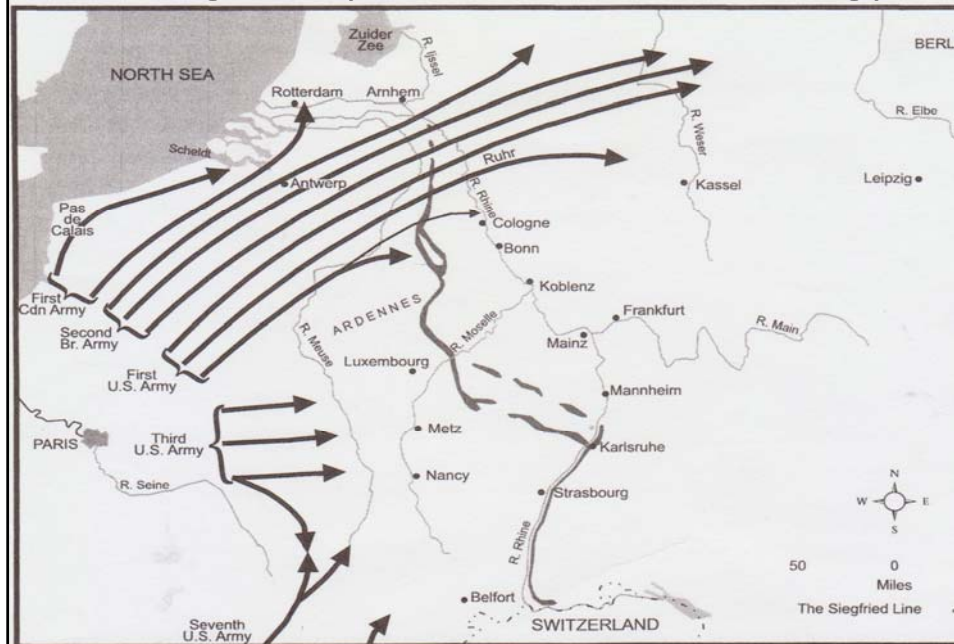 Zuider
Zee
NORTH SEA
R. Ijssel
BERL
Rotterdam
Arnhem
R. Elbe
Scheldt
R. Weser
Ruhr
Antwerp
Kassel
Leipzig
R. Rhine
Pas
de
Calais
Cologne
Bonn
First
Cdn Army
ARDENNES
Koblenz
Second
Br. Army
R. Meuse
R. Moselle
Frankfurt
R. Main
Mainz
Luxembourg
First
U.S. Army
Mannheim
Third
U.S. Army
Metz
PARIS
Karlsruhe
Nancy
R. Seine
Strasbourg
N
W
E
S
R. Rhine
50 0
Miles
Belfort
The Siegfried Line
Seventh
U.S. Army
SWITZERLAND